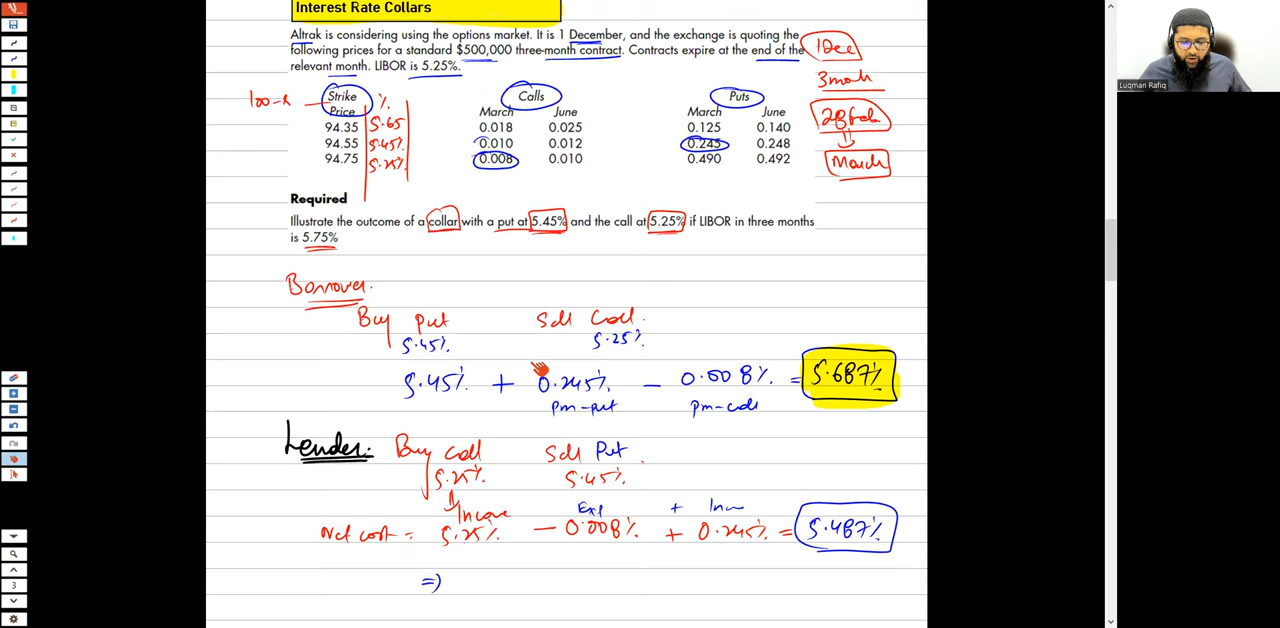 Interest Rate Collars
Altrak is considering using the options market. It is 1 December, and the exchange is quoting the
following prices for a standard $500,000 three-month contract. Contracts expire at the end of the
relevant month. LIBOR is 5.25%.
1 Dec
3 month
28 Feb
March
100-R
Strike Price % Calls Puts
March June March June
94.35 5.65 0.018 0.025 0.125 0.140
94.55 5.45% 0.010 0.012 0.245 0.248
94.75 5.25% 0.008 0.010 0.490 0.492
Required
Illustrate the outcome of a collar with a put at 5.45% and the call at 5.25% if LIBOR in three months
is 5.75%
Borrower.
Buy Put Sell Call.
5.45% 5.25%
5.45% + 0.245% - 0.008% = 5.687%
pm-put pm-call
Lender. Buy call Sell Put
5.25% 5.45%
Income Exp + Inc
Net cost = 5.25% - 0.008% + 0.245% = 5.487%
=>
Luqman Rafiq
3